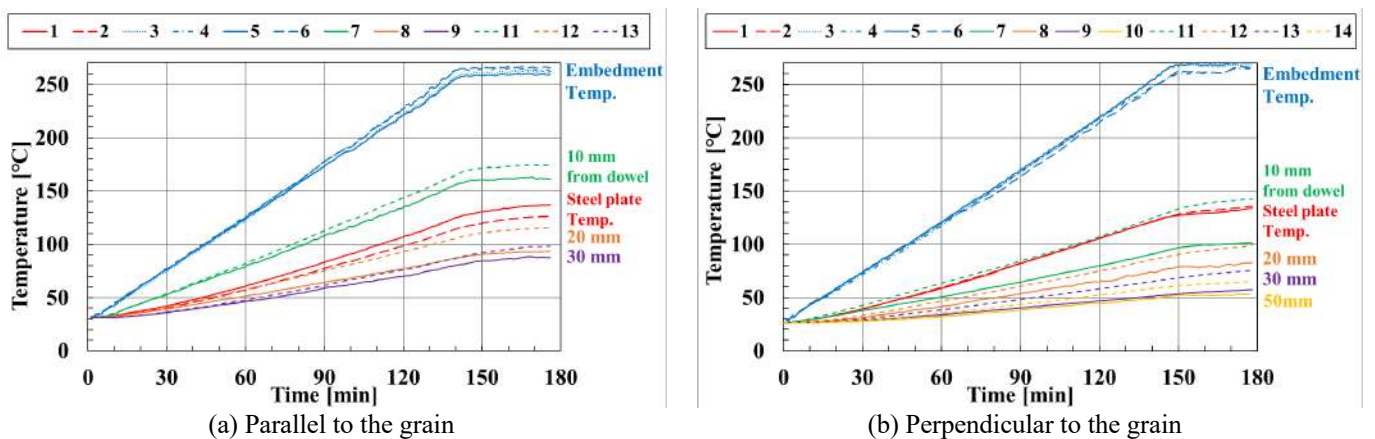 1 2 3 4 5 6 7 8 9 11 12 13
Temperature [°C]
250
200
150
100
50
0
0 30 60 90 120 150 180
Time [min]
Embedment
Temp.
10 mm
from dowel
Steel plate
Temp.
20 mm
30 mm
(a) Parallel to the grain
1 2 3 4 5 6 7 8 9 10 11 12 13 14
Temperature [°C]
250
200
150
100
50
0
0 30 60 90 120 150 180
Time [min]
Embedment
Temp.
10 mm
from dowel
Steel plate
Temp.
20 mm
30 mm
50mm
(b) Perpendicular to the grain